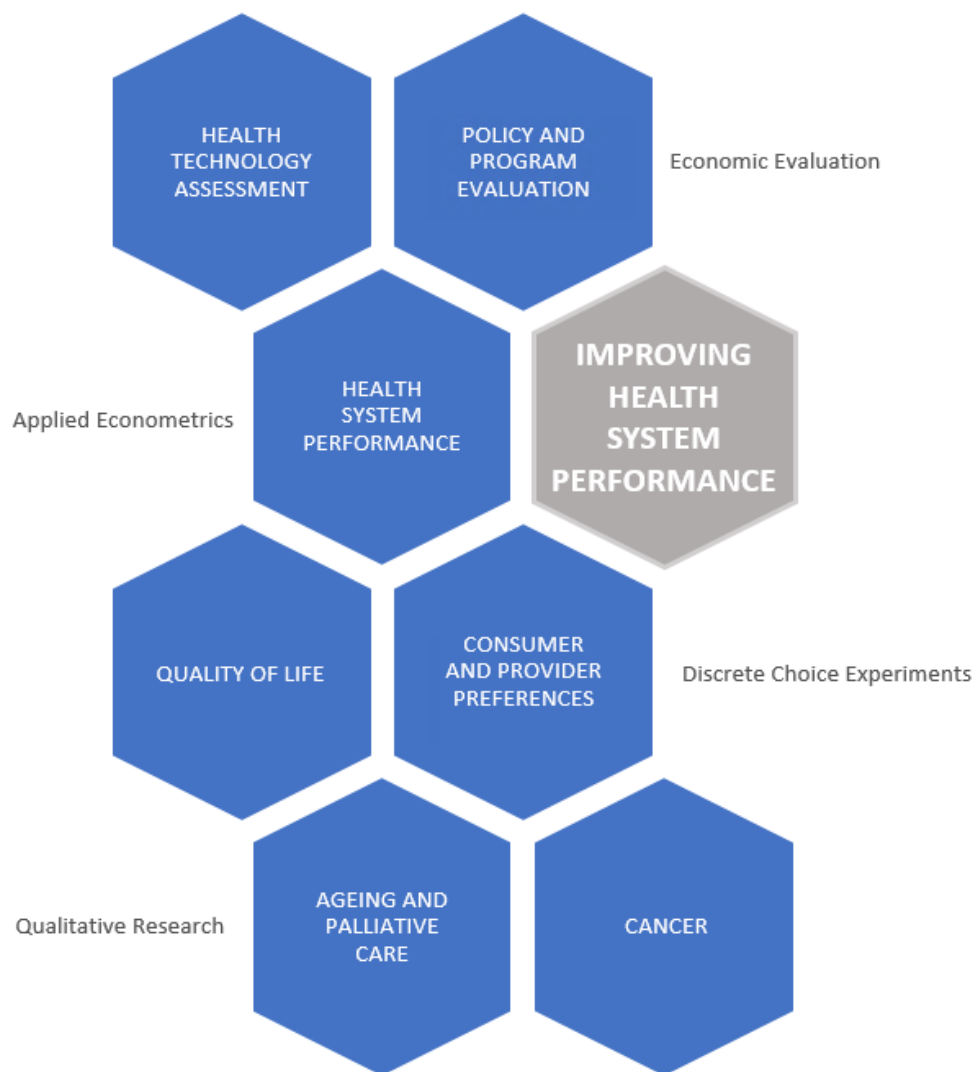 HEALTH
TECHNOLOGY
ASSESSMENT
POLICY AND
PROGRAM
EVALUATION
Economic Evaluation
Applied Econometrics
HEALTH
SYSTEM
PERFORMANCE
IMPROVING
HEALTH
SYSTEM
PERFORMANCE
QUALITY OF LIFE
CONSUMER
AND PROVIDER
PREFERENCES
Discrete Choice Experiments
Qualitative Research
AGEING AND
PALLIATIVE
CARE
CANCER